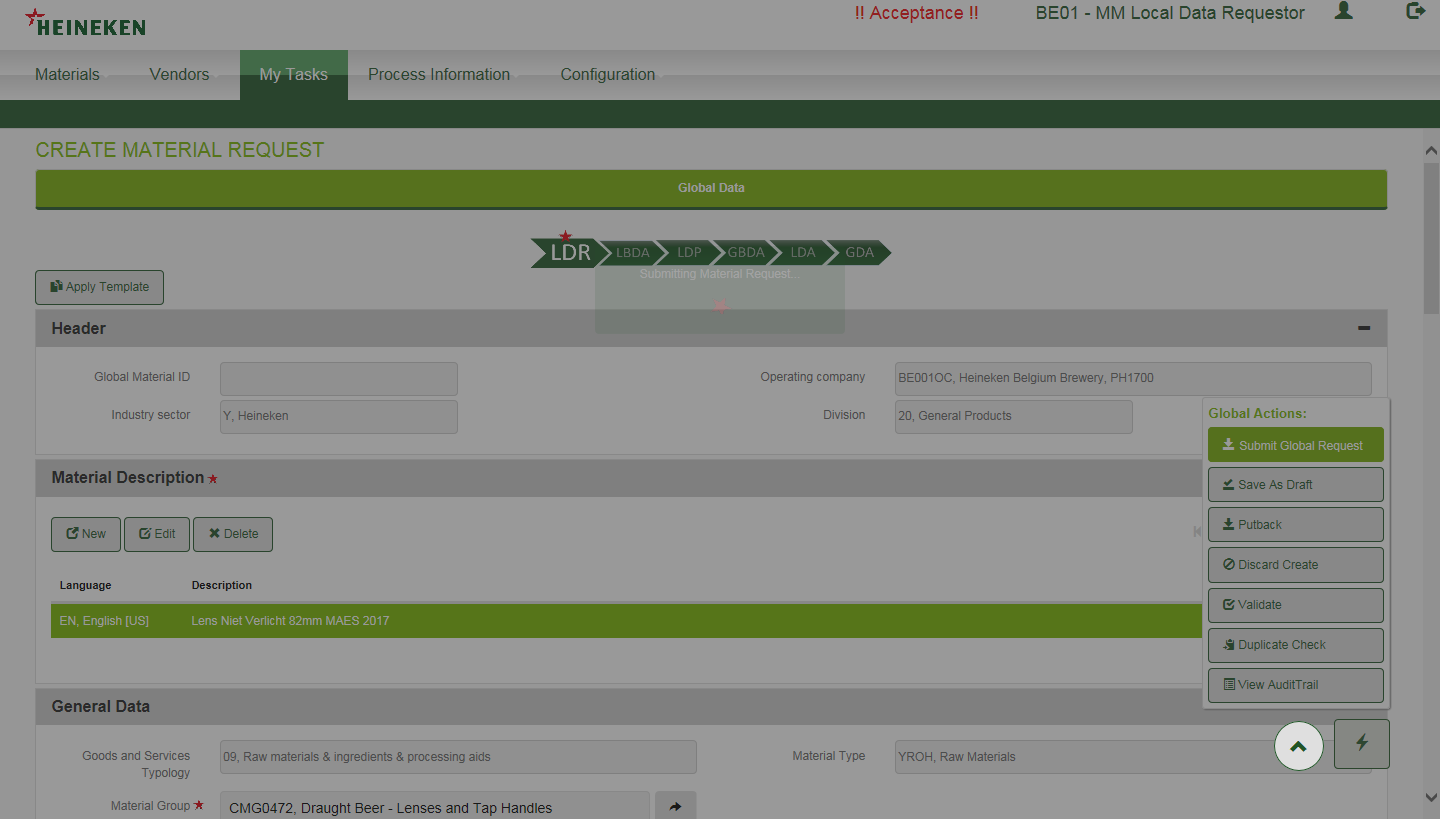 HEINEKEN
!! Acceptance !!
BE01 - MM Local Data Requestor
Materials
Vendors
My Tasks
Process Information
Configuration
CREATE MATERIAL REQUEST
Global Data
LDR
LBDA
LDP
GBDA
LDA
GDA
Submitting Material Request...
Apply Template
Header
Global Material ID
Operating company
BE001OC, Heineken Belgium Brewery, PH1700
Industry sector
Y, Heineken
Division
20, General Products
Global Actions:
Submit Global Request
Save As Draft
Putback
Discard Create
Validate
Duplicate Check
View AuditTrail
Material Description
New
Edit
Delete
Language
Description
EN, English [US]
Lens Niet Verlicht 82mm MAES 2017
General Data
Goods and Services
Typology
09, Raw materials & ingredients & processing aids
Material Type
YROH, Raw Materials
Material Group
CMG0472, Draught Beer - Lenses and Tap Handles